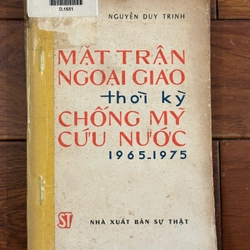 D.1651
NGUYỄN DUY TRINH
MẶT TRẬN
NGOẠI GIAO
thời kỳ
CHỐNG MỸ
CỨU NƯỚC
1965-1975
ST
NHÀ XUẤT BẢN SỰ THẬT